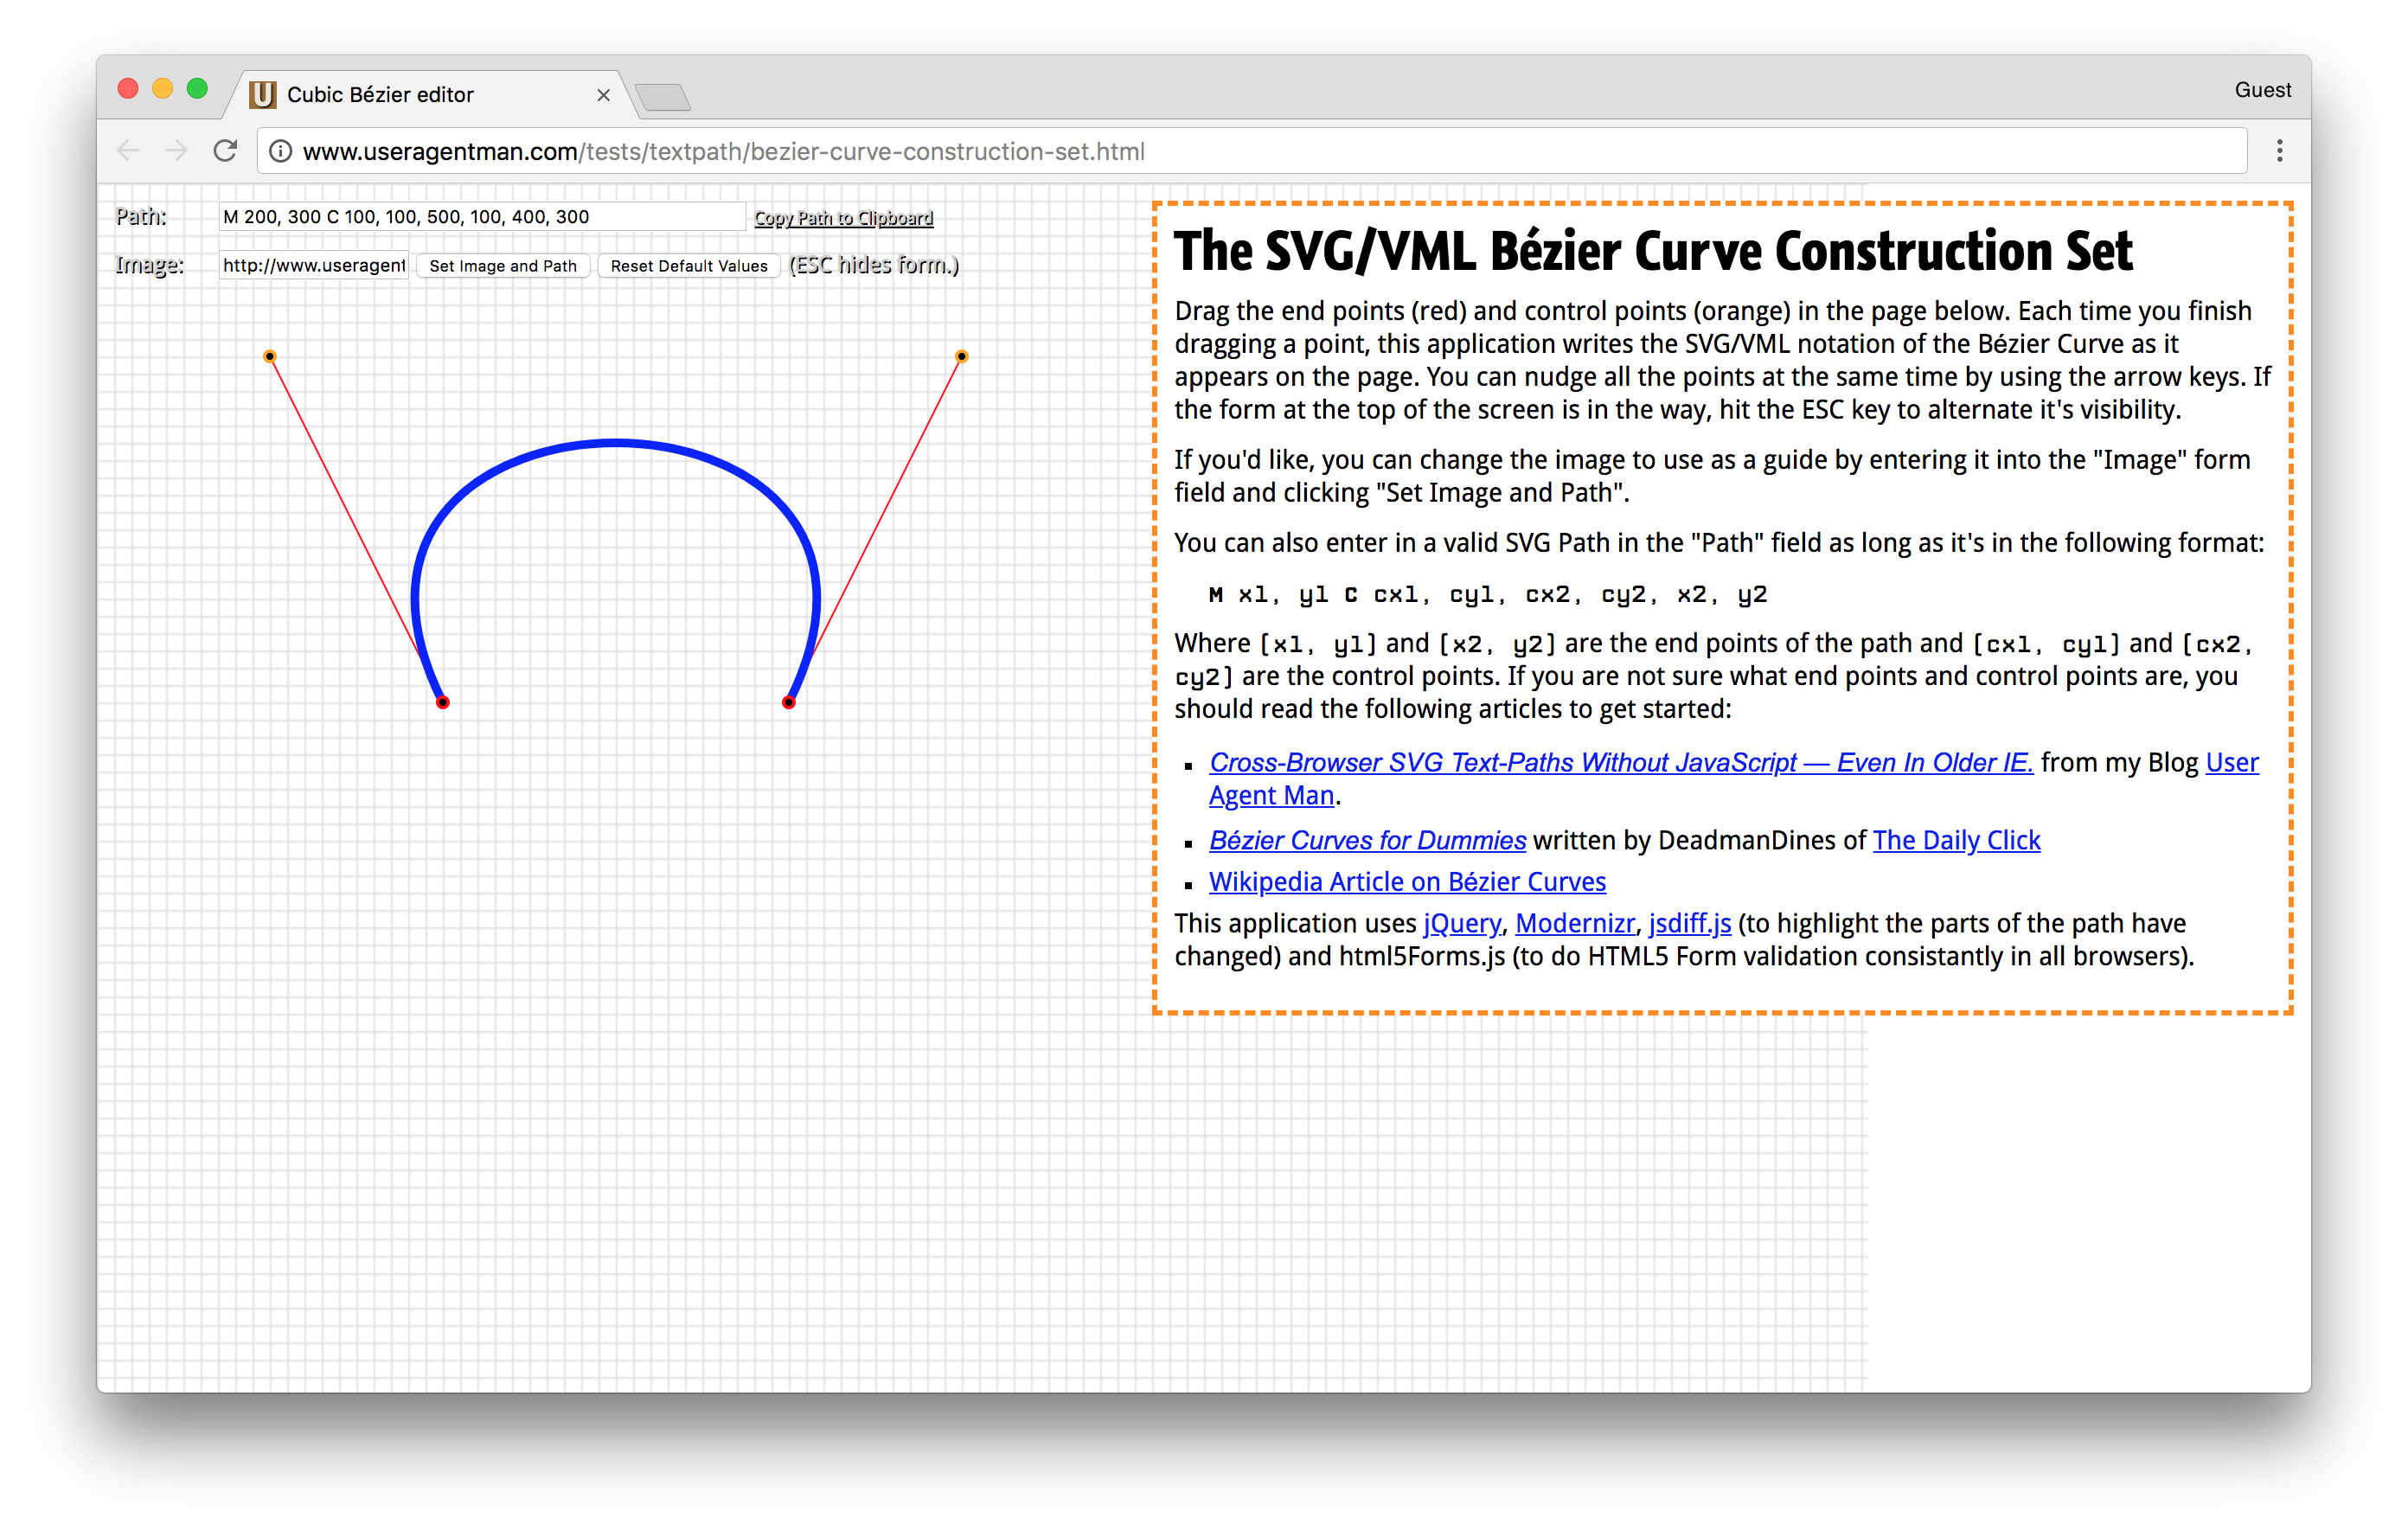 U Cubic Bézier editor
Guest
www.useragentman.com/tests/textpath/bezier-curve-construction-set.html
Path: M 200, 300 C 100, 100, 500, 100, 400, 300 Copy Path to Clipboard
Image: http://www.useragent Set Image and Path Reset Default Values (ESC hides form.)
The SVG/VML Bézier Curve Construction Set
Drag the end points (red) and control points (orange) in the page below. Each time you finish
dragging a point, this application writes the SVG/VML notation of the Bézier Curve as it
appears on the page. You can nudge all the points at the same time by using the arrow keys. If
the form at the top of the screen is in the way, hit the ESC key to alternate it's visibility.
If you'd like, you can change the image to use as a guide by entering it into the "Image" form
field and clicking "Set Image and Path".
You can also enter in a valid SVG Path in the "Path" field as long as it's in the following format:
M x1, y1 C cx1, cy1, cx2, cy2, x2, y2
Where [x1, y1] and [x2, y2] are the end points of the path and [cx1, cy1] and [cx2,
cy2] are the control points. If you are not sure what end points and control points are, you
should read the following articles to get started:
Cross-Browser SVG Text-Paths Without JavaScript — Even In Older IE. from my Blog User
Agent Man.
Bézier Curves for Dummies written by DeadmanDines of The Daily Click
Wikipedia Article on Bézier Curves
This application uses jQuery, Modernizr, jsdiff.js (to highlight the parts of the path have
changed) and html5Forms.js (to do HTML5 Form validation consistantly in all browsers).